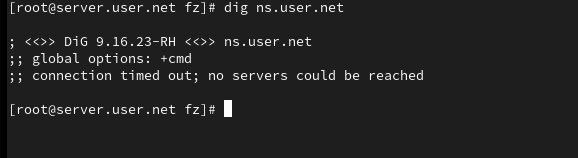 [root@server.user.net fz]# dig ns.user.net
; <<>> DiG 9.16.23-RH <<>> ns.user.net
;; global options: +cmd
;; connection timed out; no servers could be reached
[root@server.user.net fz]#